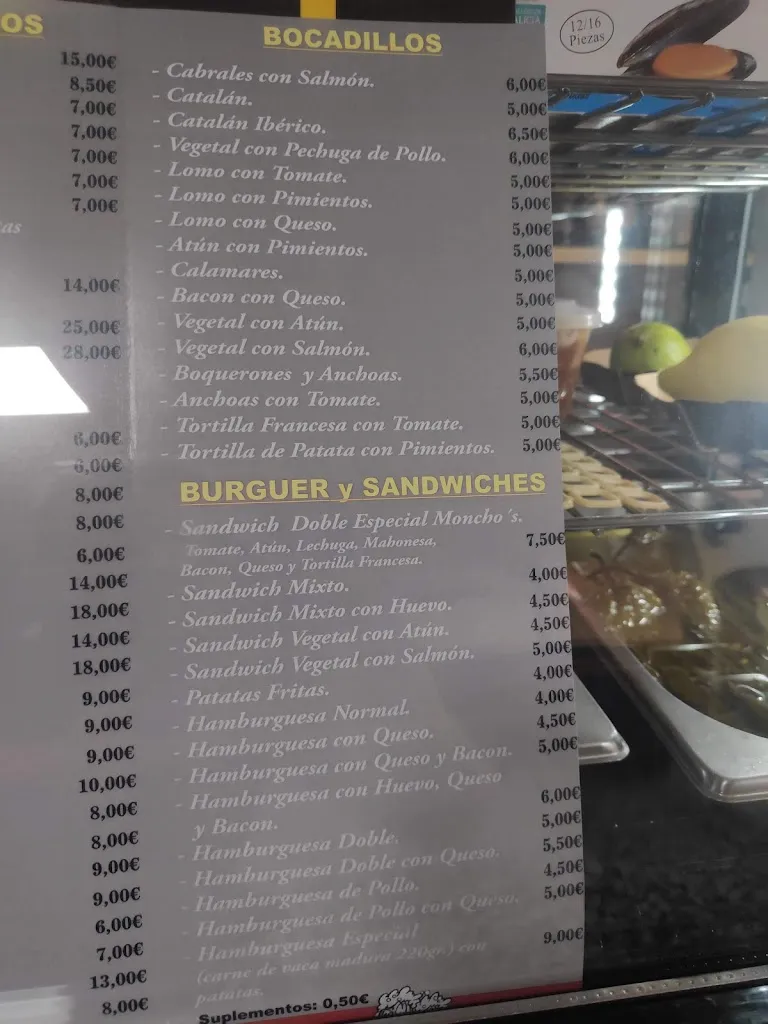 OS
15,00€
8,50€
7,00€
7,00€
7,00€
7,00€
7,00€
tas
14,00€
25,00€
28,00€
6,00€
6,00€
8,00€
8,00€
6,00€
14,00€
18,00€
14,00€
18,00€
9,00€
9,00€
9,00€
10,00€
8,00€
8,00€
9,00€
9,00€
6,00€
7,00€
13,00€
8,00€
BOCADILLOS
- Cabrales con Salmón. 6,00€
- Catalán. 5,00€
- Catalán Ibérico. 6,50€
- Vegetal con Pechuga de Pollo. 6,00€
- Lomo con Tomate. 5,00€
- Lomo con Pimientos. 5,00€
- Lomo con Queso. 5,00€
- Atún con Pimientos. 5,00€
- Calamares. 5,00€
- Bacon con Queso. 5,00€
- Vegetal con Atún. 5,00€
- Vegetal con Salmón. 6,00€
- Boquerones y Anchoas. 5,50€
- Anchoas con Tomate. 5,00€
- Tortilla Francesa con Tomate. 5,00€
- Tortilla de Patata con Pimientos. 5,00€
BURGUER y SANDWICHES
- Sandwich Doble Especial Moncho's.
Tomate, Atún, Lechuga, Mahonesa, 7,50€
Bacon, Queso y Tortilla Francesa.
- Sandwich Mixto. 4,00€
- Sandwich Mixto con Huevo. 4,50€
- Sandwich Vegetal con Atún. 4,50€
- Sandwich Vegetal con Salmón. 5,00€
- Patatas Fritas. 4,00€
- Hamburguesa Normal. 4,00€
- Hamburguesa con Queso. 4,50€
- Hamburguesa con Queso y Bacon. 5,00€
- Hamburguesa con Huevo, Queso
y Bacon. 6,00€
- Hamburguesa Doble. 5,00€
- Hamburguesa Doble con Queso. 5,50€
- Hamburguesa de Pollo. 4,50€
- Hamburguesa de Pollo con Queso. 5,00€
- Hamburguesa Especial
(carne de vaca madura 220gr.) con 9,00€
patatas.
Suplementos: 0,50€
12/16
Piezas